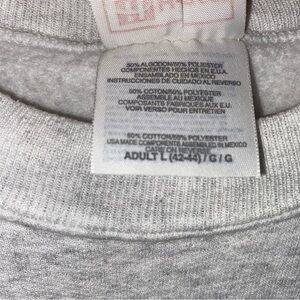 50% ALGODON/50% POLYESTER
COMPONENTES HECHOS EN E.U.A.
ENSAMBLADO EN MEXICO
INSTRUCCIONES DE CUIDADO AL REVERSO
50% COTON/50% POLYESTER
ASSEMBLE AU MEXIQUE
COMPOSANTS FABRIQUES AUX E.U.
VOIR VERSO POUR ENTRETIEN
50% COTTON/50% POLYESTER
USA MADE COMPONENTS ASSEMBLED IN MEXICO
CARE ON REVERSE
ADULT L (42-44) / G / G